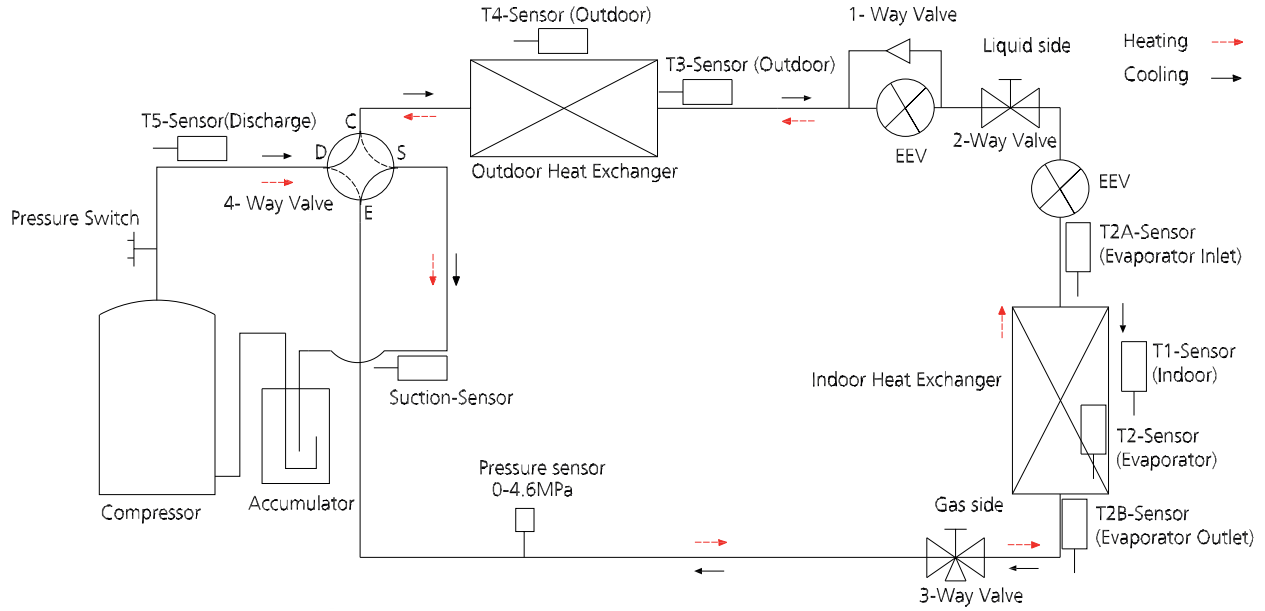 T4-Sensor (Outdoor)
1- Way Valve
Liquid side
Heating
Cooling
T3-Sensor (Outdoor)
T5-Sensor(Discharge)
C
D
S
E
4- Way Valve
Outdoor Heat Exchanger
EEV
2-Way Valve
EEV
Pressure Switch
T2A-Sensor
(Evaporator Inlet)
T1-Sensor
(Indoor)
Indoor Heat Exchanger
Suction-Sensor
T2-Sensor
(Evaporator)
Pressure sensor
0-4.6MPa
Accumulator
Compressor
Gas side
T2B-Sensor
(Evaporator Outlet)
3-Way Valve